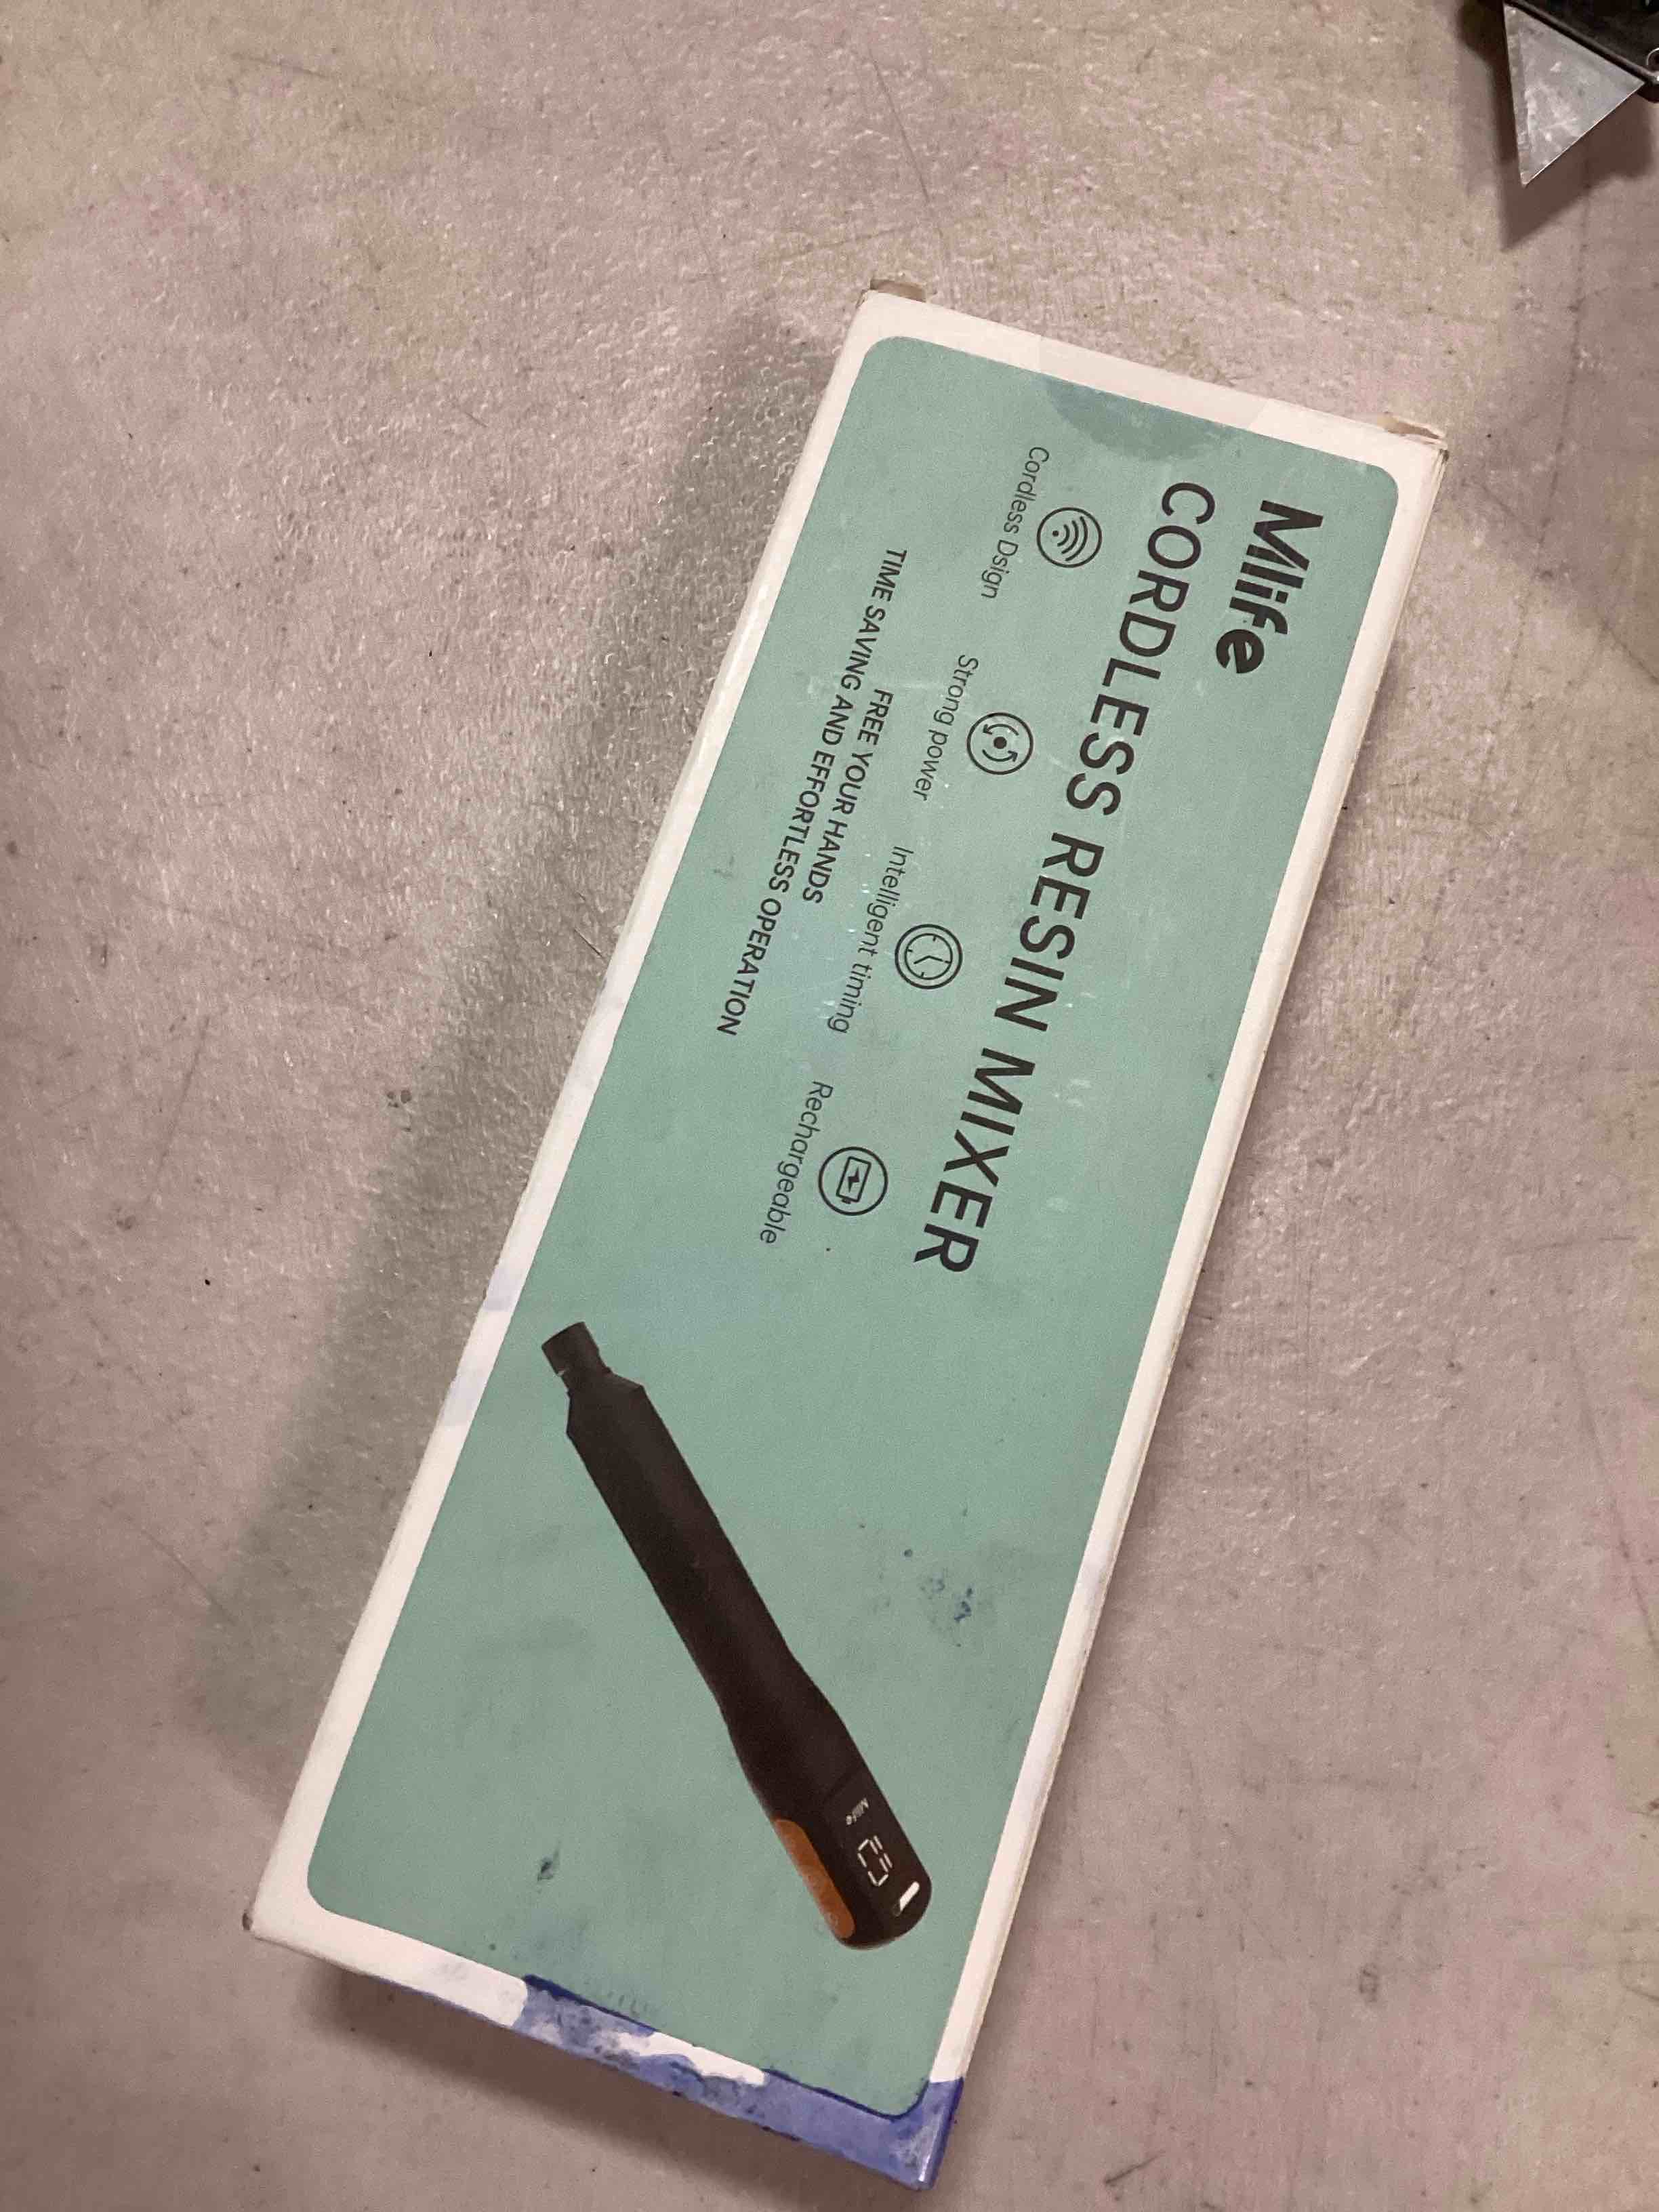 Mlife
CORDLESS RESIN MIXER
Cordless Dsign
Strong power
Intelligent timing
Rechargeable
FREE YOUR HANDS
TIME SAVING AND EFFORTLESS OPERATION
Mlife